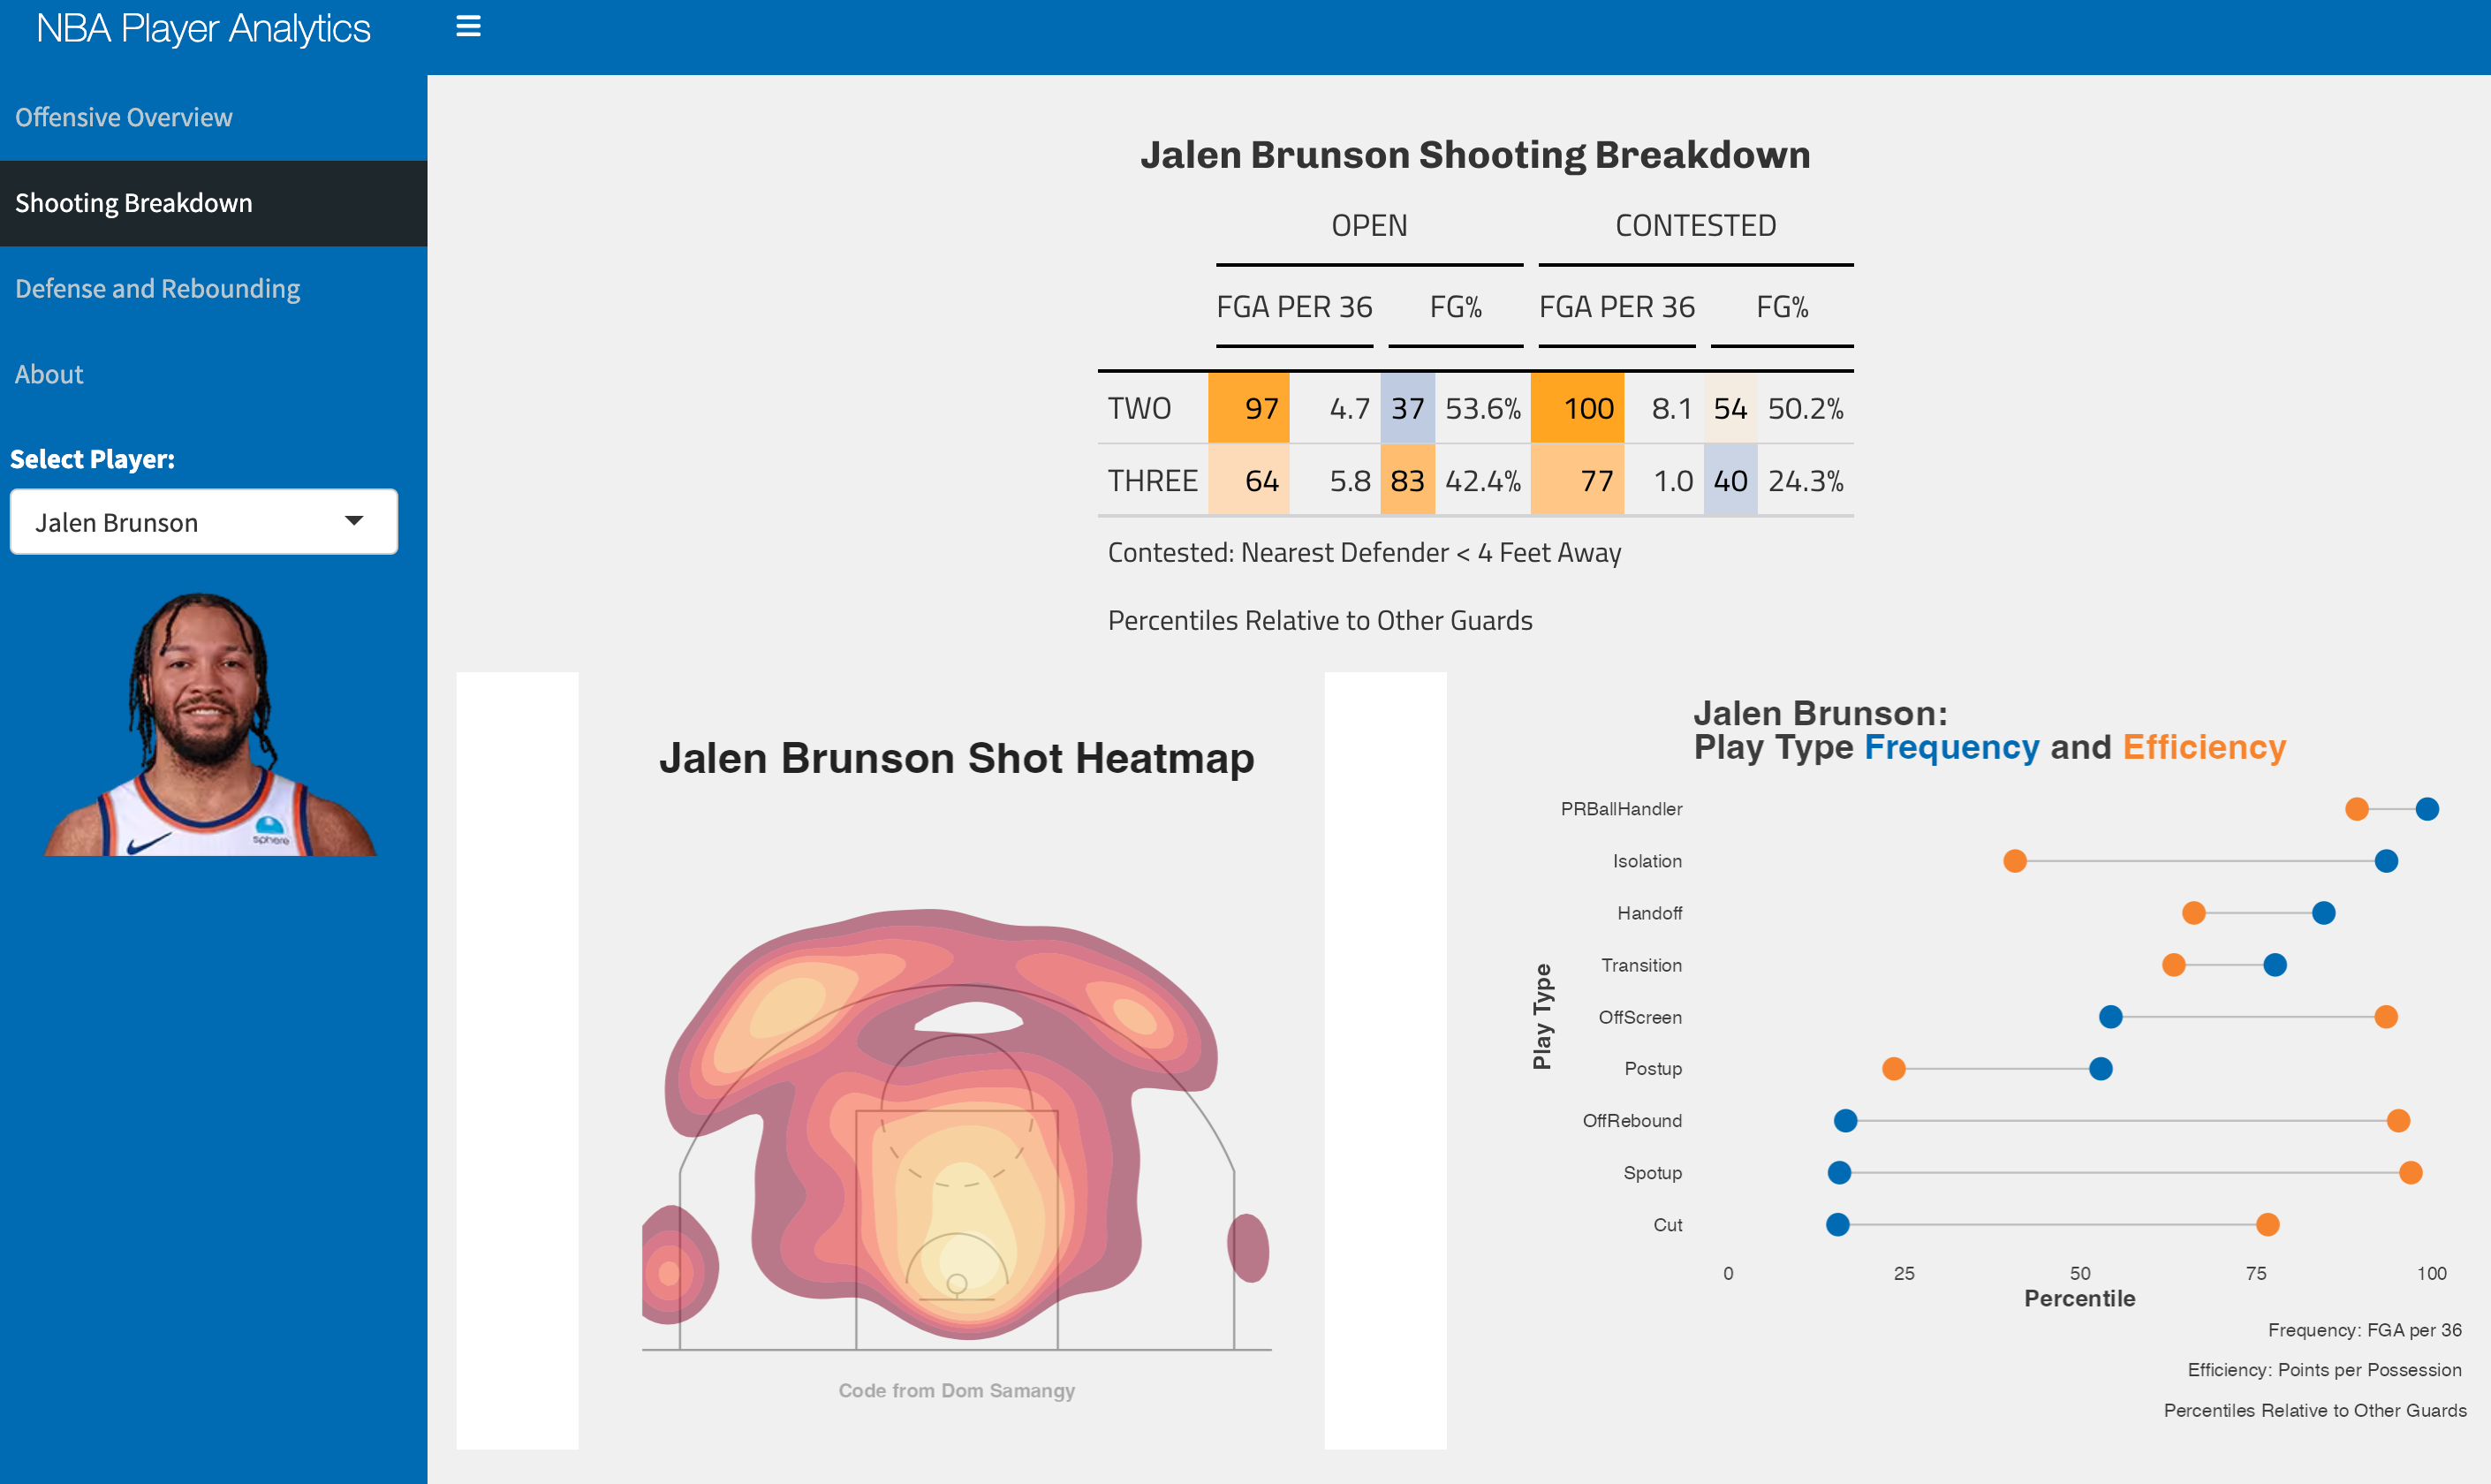 NBA Player Analytics
Offensive Overview
Shooting Breakdown
Defense and Rebounding
About
Select Player:
Jalen Brunson
sphere
Jalen Brunson Shooting Breakdown
OPEN CONTESTED
FGA PER 36 FG% FGA PER 36 FG%
TWO 97 4.7 37 53.6% 100 8.1 54 50.2%
THREE 64 5.8 83 42.4% 77 1.0 40 24.3%
Contested: Nearest Defender < 4 Feet Away
Percentiles Relative to Other Guards
Jalen Brunson Shot Heatmap
Code from Dom Samangy
Jalen Brunson:
Play Type Frequency and Efficiency
Play Type
PRBallHandler
Isolation
Handoff
Transition
OffScreen
Postup
OffRebound
Spotup
Cut
0 25 50 75 100
Percentile
Frequency: FGA per 36
Efficiency: Points per Possession
Percentiles Relative to Other Guards